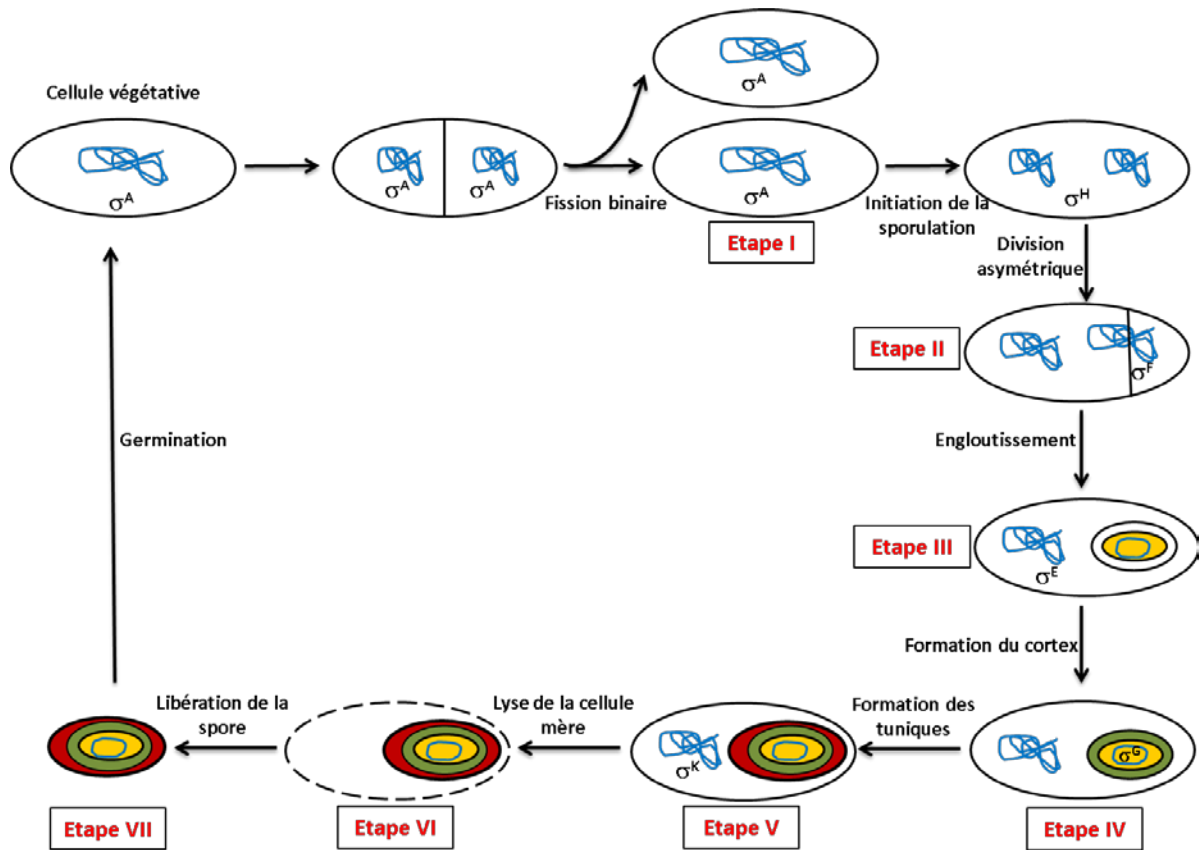 σA
Cellule végétative
σA
σA
σA
Fission binaire
σA
Etape I
Initiation de la
sporulation
σH
Division
asymétrique
Etape II
σF
Engloutissement
Etape III
σE
Formation du cortex
σG
Etape IV
Formation des
tuniques
σK
Etape V
Lyse de la cellule
mère
Etape VI
Libération de la
spore
Etape VII
Germination